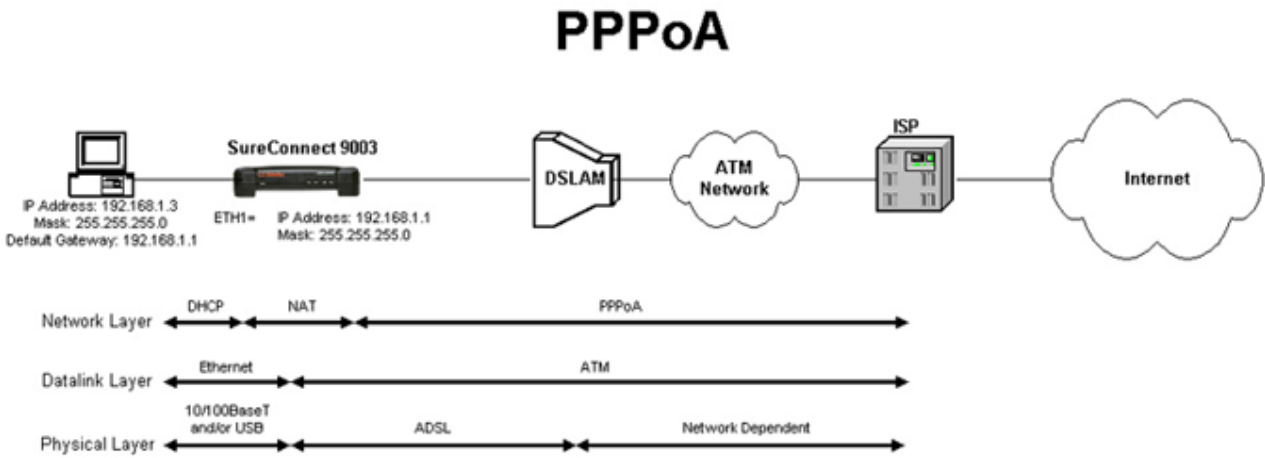 PPPoA
SureConnect 9003
DSLAM
ATM
Network
ISP
Internet
IP Address: 192.168.1.3
Mask: 255.255.255.0
Default Gateway: 192.168.1.1
ETH1=
IP Address: 192.168.1.1
Mask: 255.255.255.0
Network Layer
DHCP
NAT
PPPoA
Datalink Layer
Ethernet
ATM
Physical Layer
10/100BaseT
and/or USB
ADSL
Network Dependent